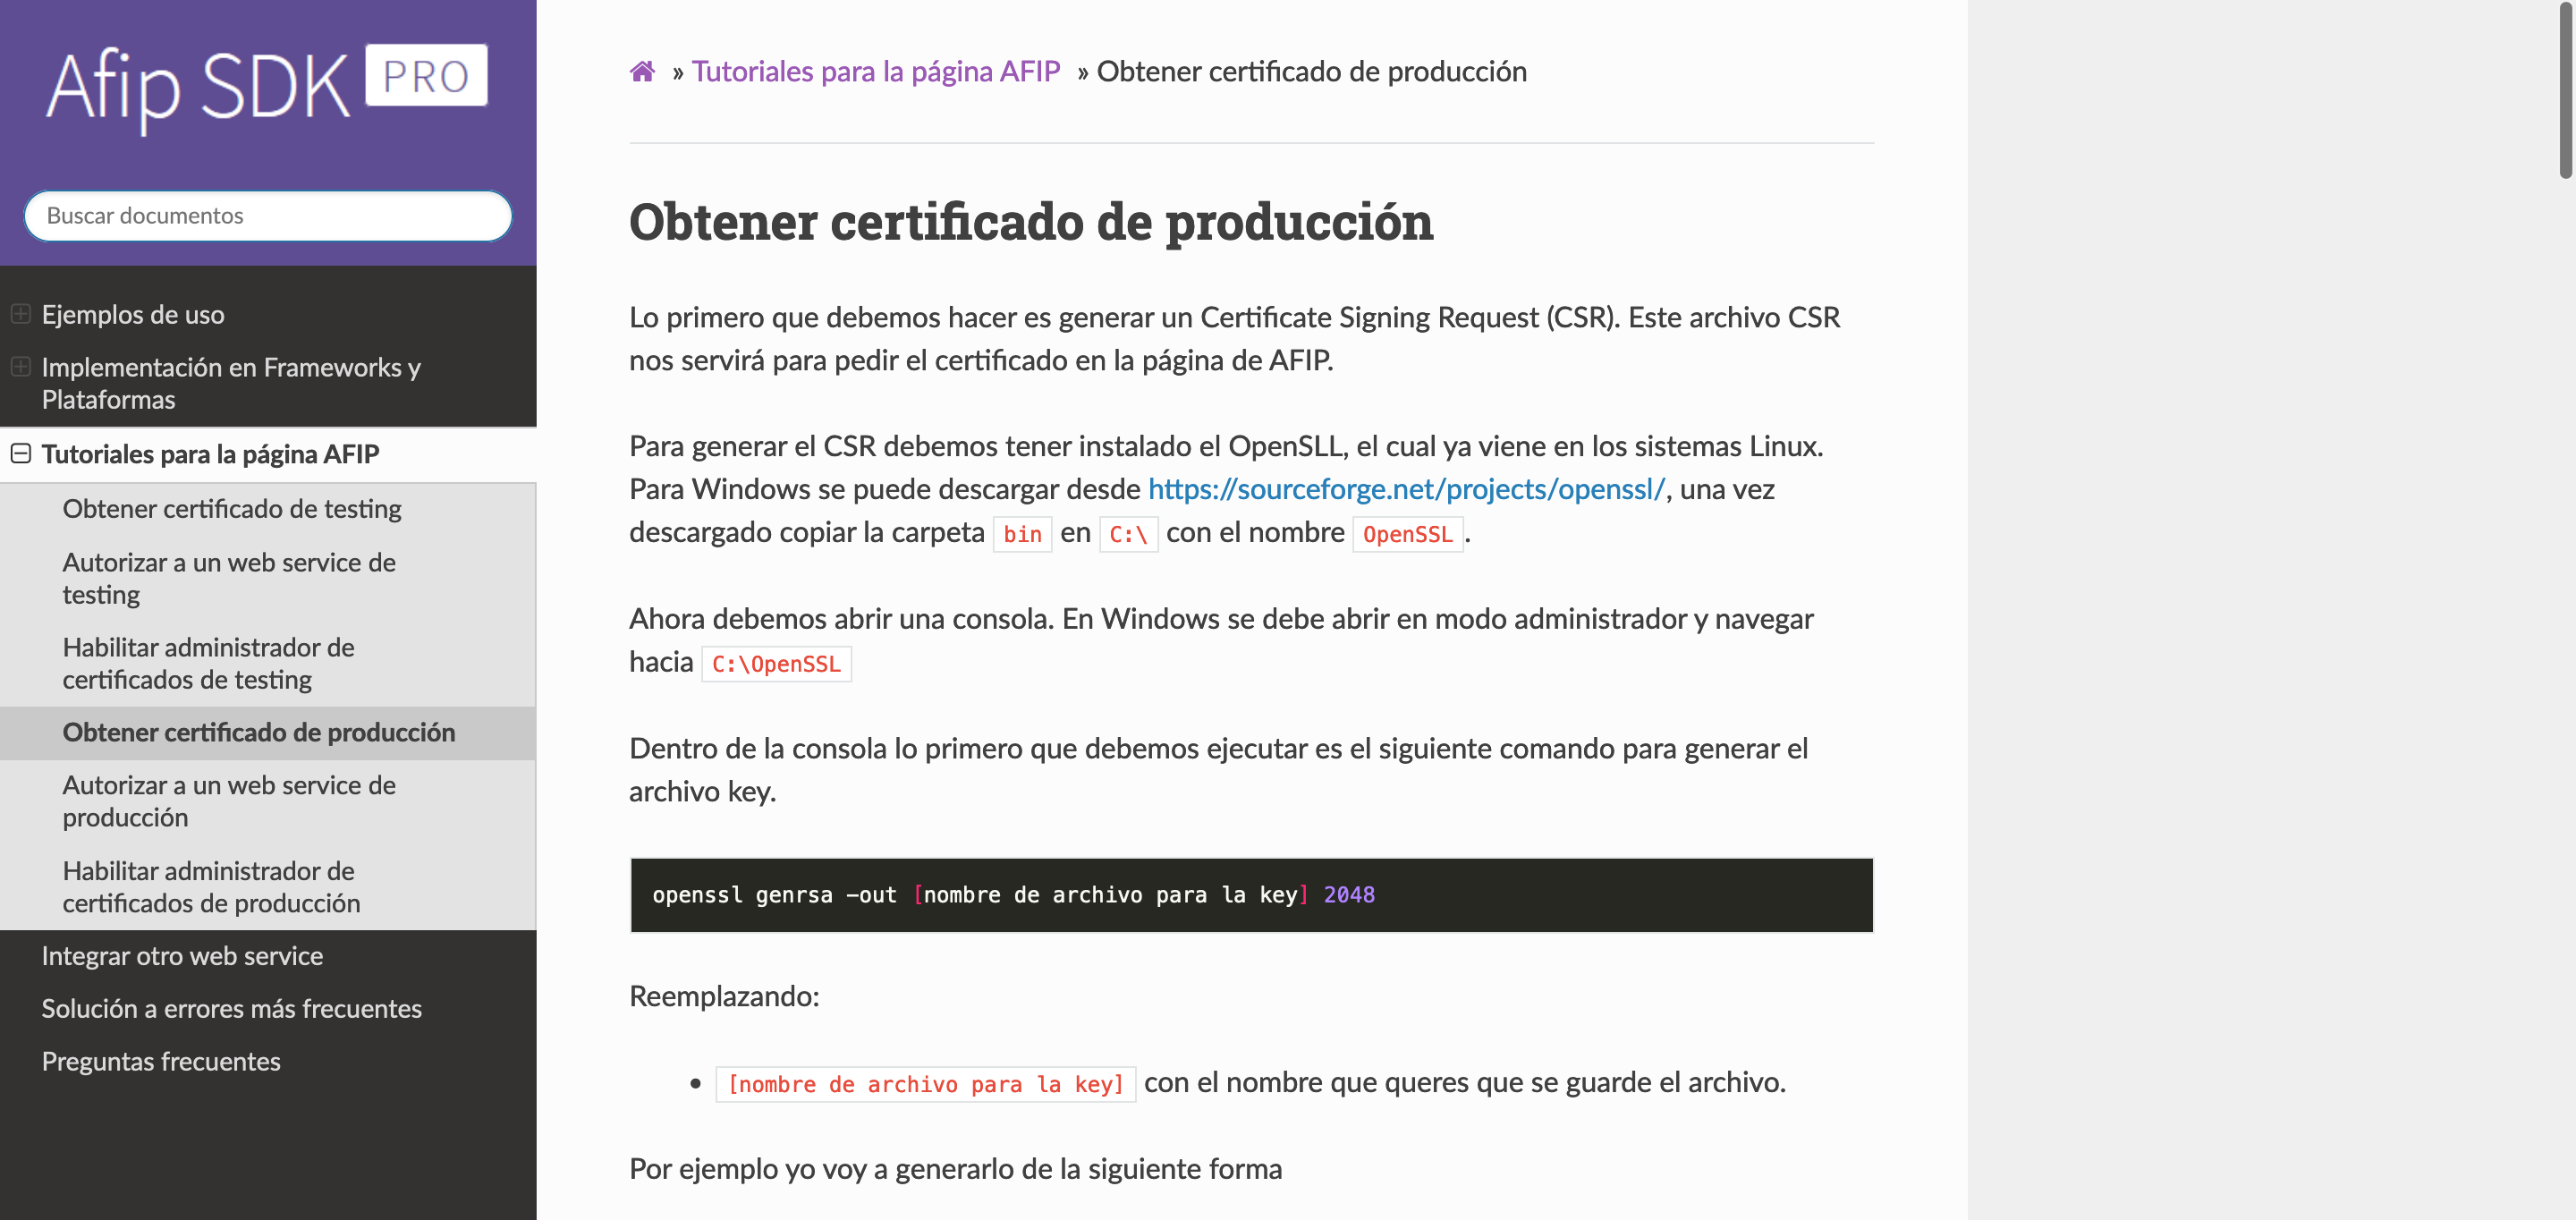 Afip SDK PRO
Buscar documentos
Ejemplos de uso
Implementación en Frameworks y
Plataformas
Tutoriales para la página AFIP
Obtener certificado de testing
Autorizar a un web service de
testing
Habilitar administrador de
certificados de testing
Obtener certificado de producción
Autorizar a un web service de
producción
Habilitar administrador de
certificados de producción
Integrar otro web service
Solución a errores más frecuentes
Preguntas frecuentes
» Tutoriales para la página AFIP » Obtener certificado de producción
Obtener certificado de producción
Lo primero que debemos hacer es generar un Certificate Signing Request (CSR). Este archivo CSR
nos servirá para pedir el certificado en la página de AFIP.
Para generar el CSR debemos tener instalado el OpenSLL, el cual ya viene en los sistemas Linux.
Para Windows se puede descargar desde https://sourceforge.net/projects/openssl/, una vez
descargado copiar la carpeta bin en C:\ con el nombre OpenSSL.
Ahora debemos abrir una consola. En Windows se debe abrir en modo administrador y navegar
hacia C:\OpenSSL
Dentro de la consola lo primero que debemos ejecutar es el siguiente comando para generar el
archivo key.
openssl genrsa -out [nombre de archivo para la key] 2048
Reemplazando:
• [nombre de archivo para la key] con el nombre que queres que se guarde el archivo.
Por ejemplo yo voy a generarlo de la siguiente forma